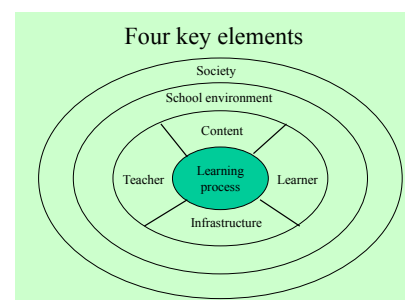 Four key elements
Society
School environment
Content
Teacher
Learning
process
Learner
Infrastructure